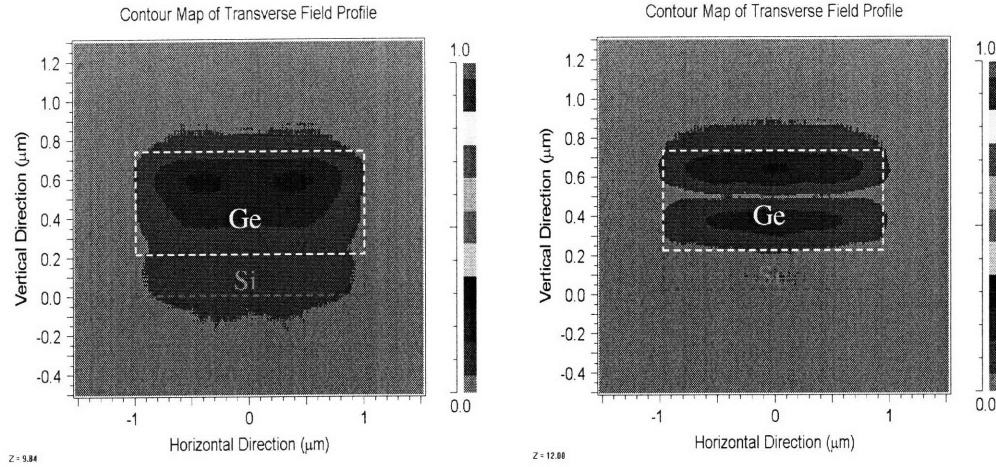 Contour Map of Transverse Field Profile
1.0
1.2
1.0
0.8
0.6
0.4
0.2
0.0
-0.2
-0.4
Vertical Direction (μm)
Ge
Si
-1
0
1
0.0
Horizontal Direction (μm)
Z = 9.84
Contour Map of Transverse Field Profile
1.0
1.2
1.0
0.8
0.6
0.4
0.2
0.0
-0.2
-0.4
Vertical Direction (μm)
Ge
Si
-1
0
1
0.0
Horizontal Direction (μm)
Z = 12.00